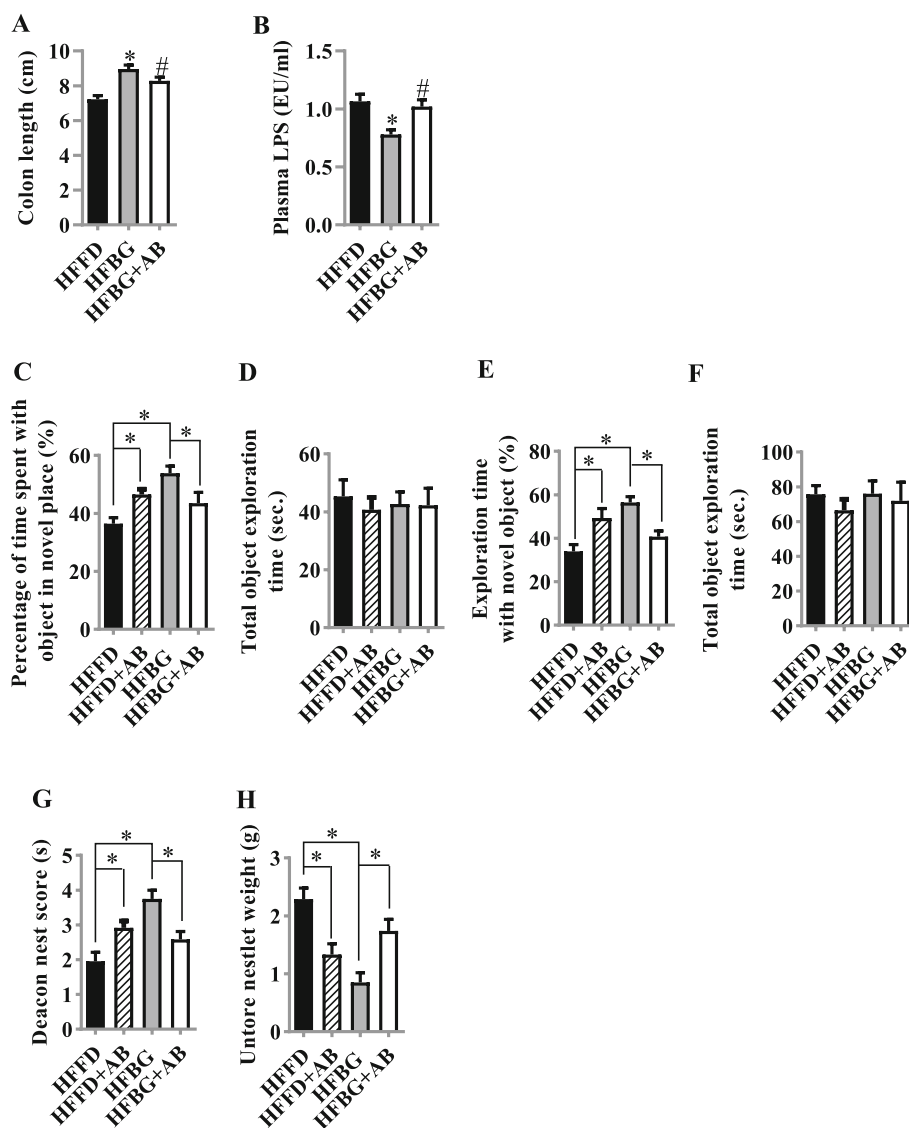 A
Colon length (cm)
10
8
6
4
2
0
*
#
HFFD
HFBG
HFBG+AB
B
Plasma LPS (EU/ml)
1.5
1.0
0.5
0.0
*
#
HFFD
HFBG
HFBG+AB
C
Percentage of time spent with
object in novel place (%)
60
40
20
0
*
*
*
HFFD
HFFD+AB
HFBG
HFBG+AB
D
Total object exploration
time (sec.)
60
40
20
0
HFFD
HFFD+AB
HFBG
HFBG+AB
E
Exploration time
with novel object (%)
80
60
40
20
0
*
*
*
HFFD
HFFD+AB
HFBG
HFBG+AB
F
Total object exploration
time (sec.)
100
80
60
40
20
0
HFFD
HFFD+AB
HFBG
HFBG+AB
G
Deacon nest score (s)
5
4
3
2
1
0
*
*
*
HFFD
HFFD+AB
HFBG
HFBG+AB
H
Untore nestlet weight (g)
3
2
1
0
*
*
*
HFFD
HFFD+AB
HFBG
HFBG+AB